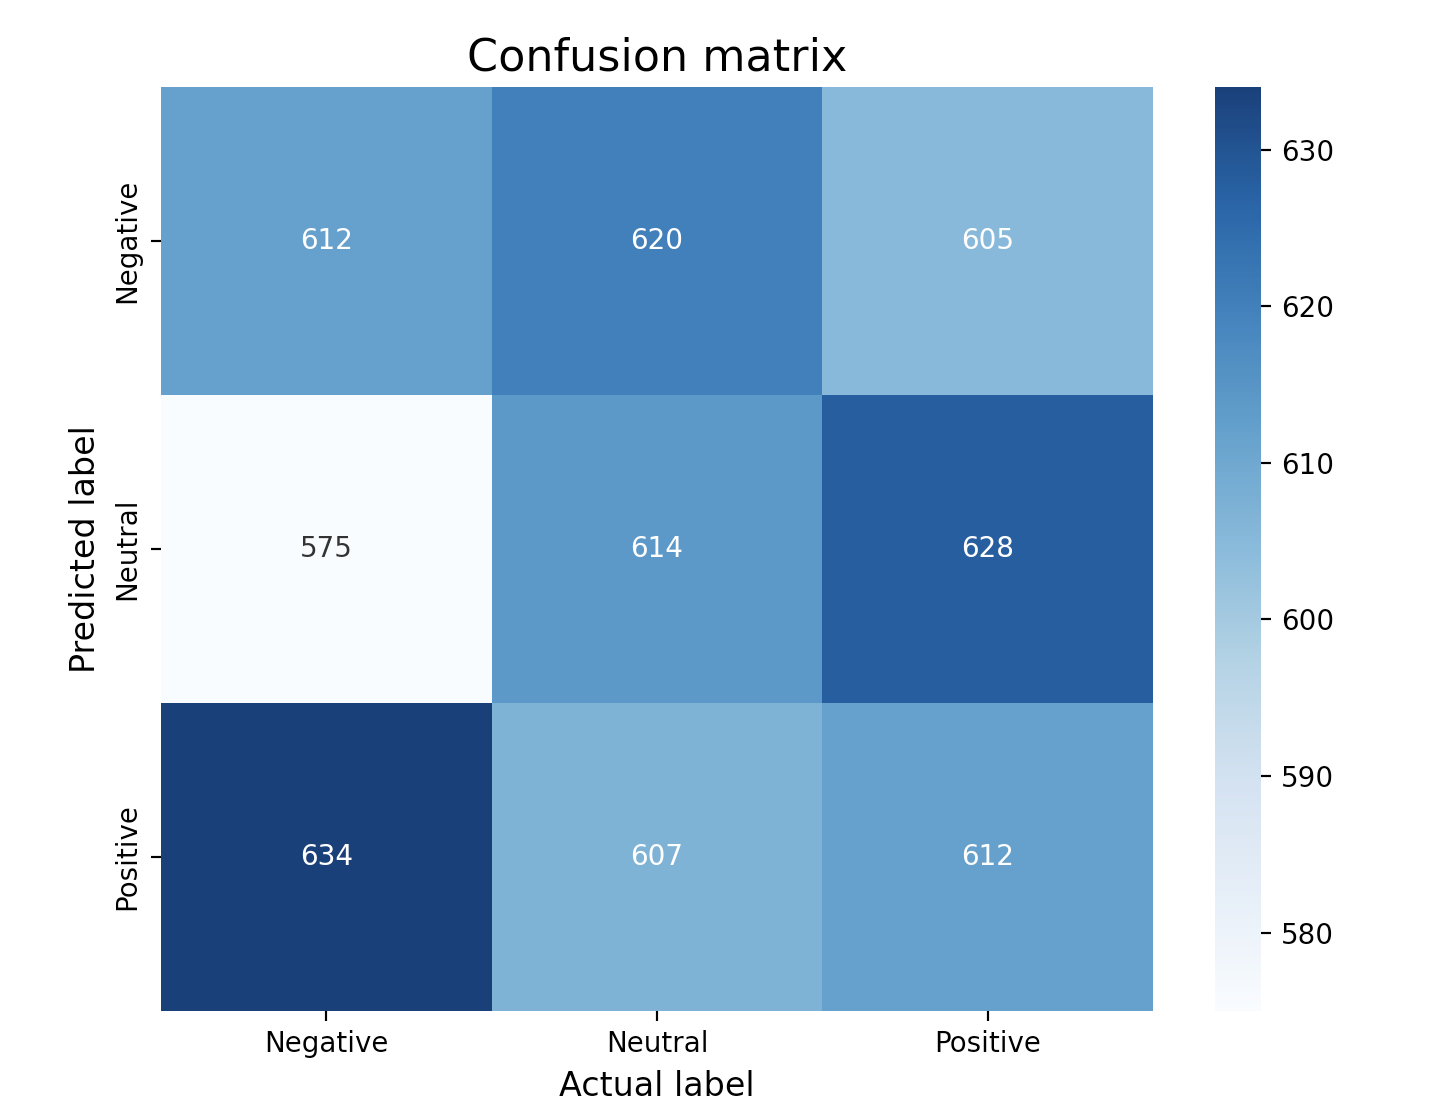 Confusion matrix
Predicted label
Negative
612 620 605
Neutral
575 614 628
Positive
634 607 612
Negative Neutral Positive
Actual label
630
620
610
600
590
580